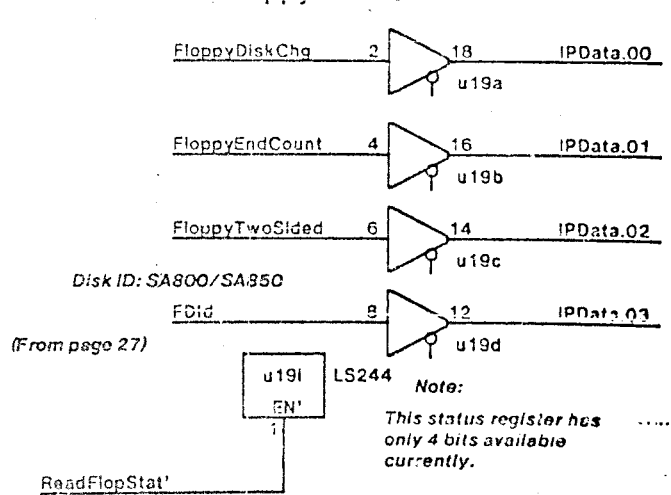 FloppyDiskChg 2 18 IPData.00
u19a
FloppyEndCount 4 16 IPData.01
u19b
FloppyTwoSided 6 14 IPData.02
u19c
Disk ID: SA800/SA850
FDId 8 12 IPData.03
u19d
(From page 27)
u19i LS244
EN'
1
Note:
This status register has .....
only 4 bits available
currently.
ReadFlopStat'